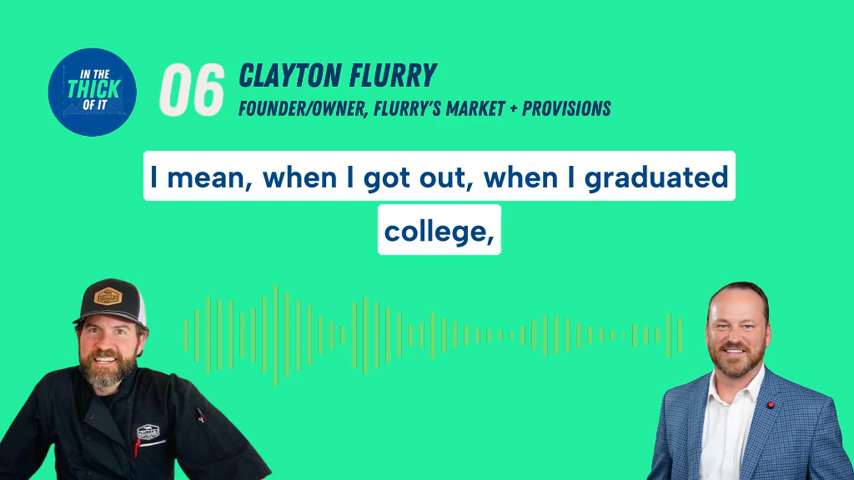 IN THE
THICK
OF IT
06
CLAYTON FLURRY
FOUNDER/OWNER, FLURRY'S MARKET + PROVISIONS
I mean, when I got out, when I graduated
college,